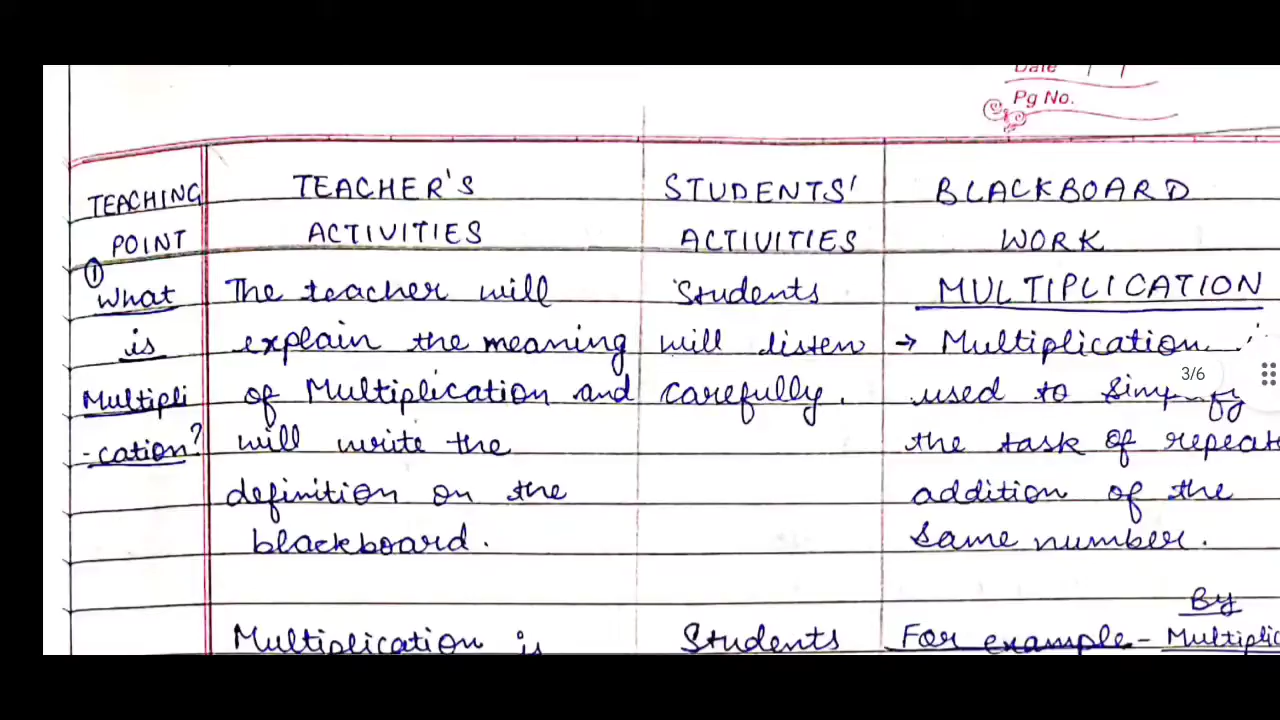 Date / /
Pg No.
TEACHING POINT
TEACHER'S ACTIVITIES
STUDENTS' ACTIVITIES
BLACKBOARD WORK
①
What
is
Multipli
-cation?
The teacher will
explain the meaning
of Multiplication and
will write the
definition on the
blackboard.
Multiplication is
Students
will listen
carefully.
Students
MULTIPLICATION
→ Multiplication
used to simplify
the task of repeat
addition of the
same number.
By
For example - Multiplic
3/6